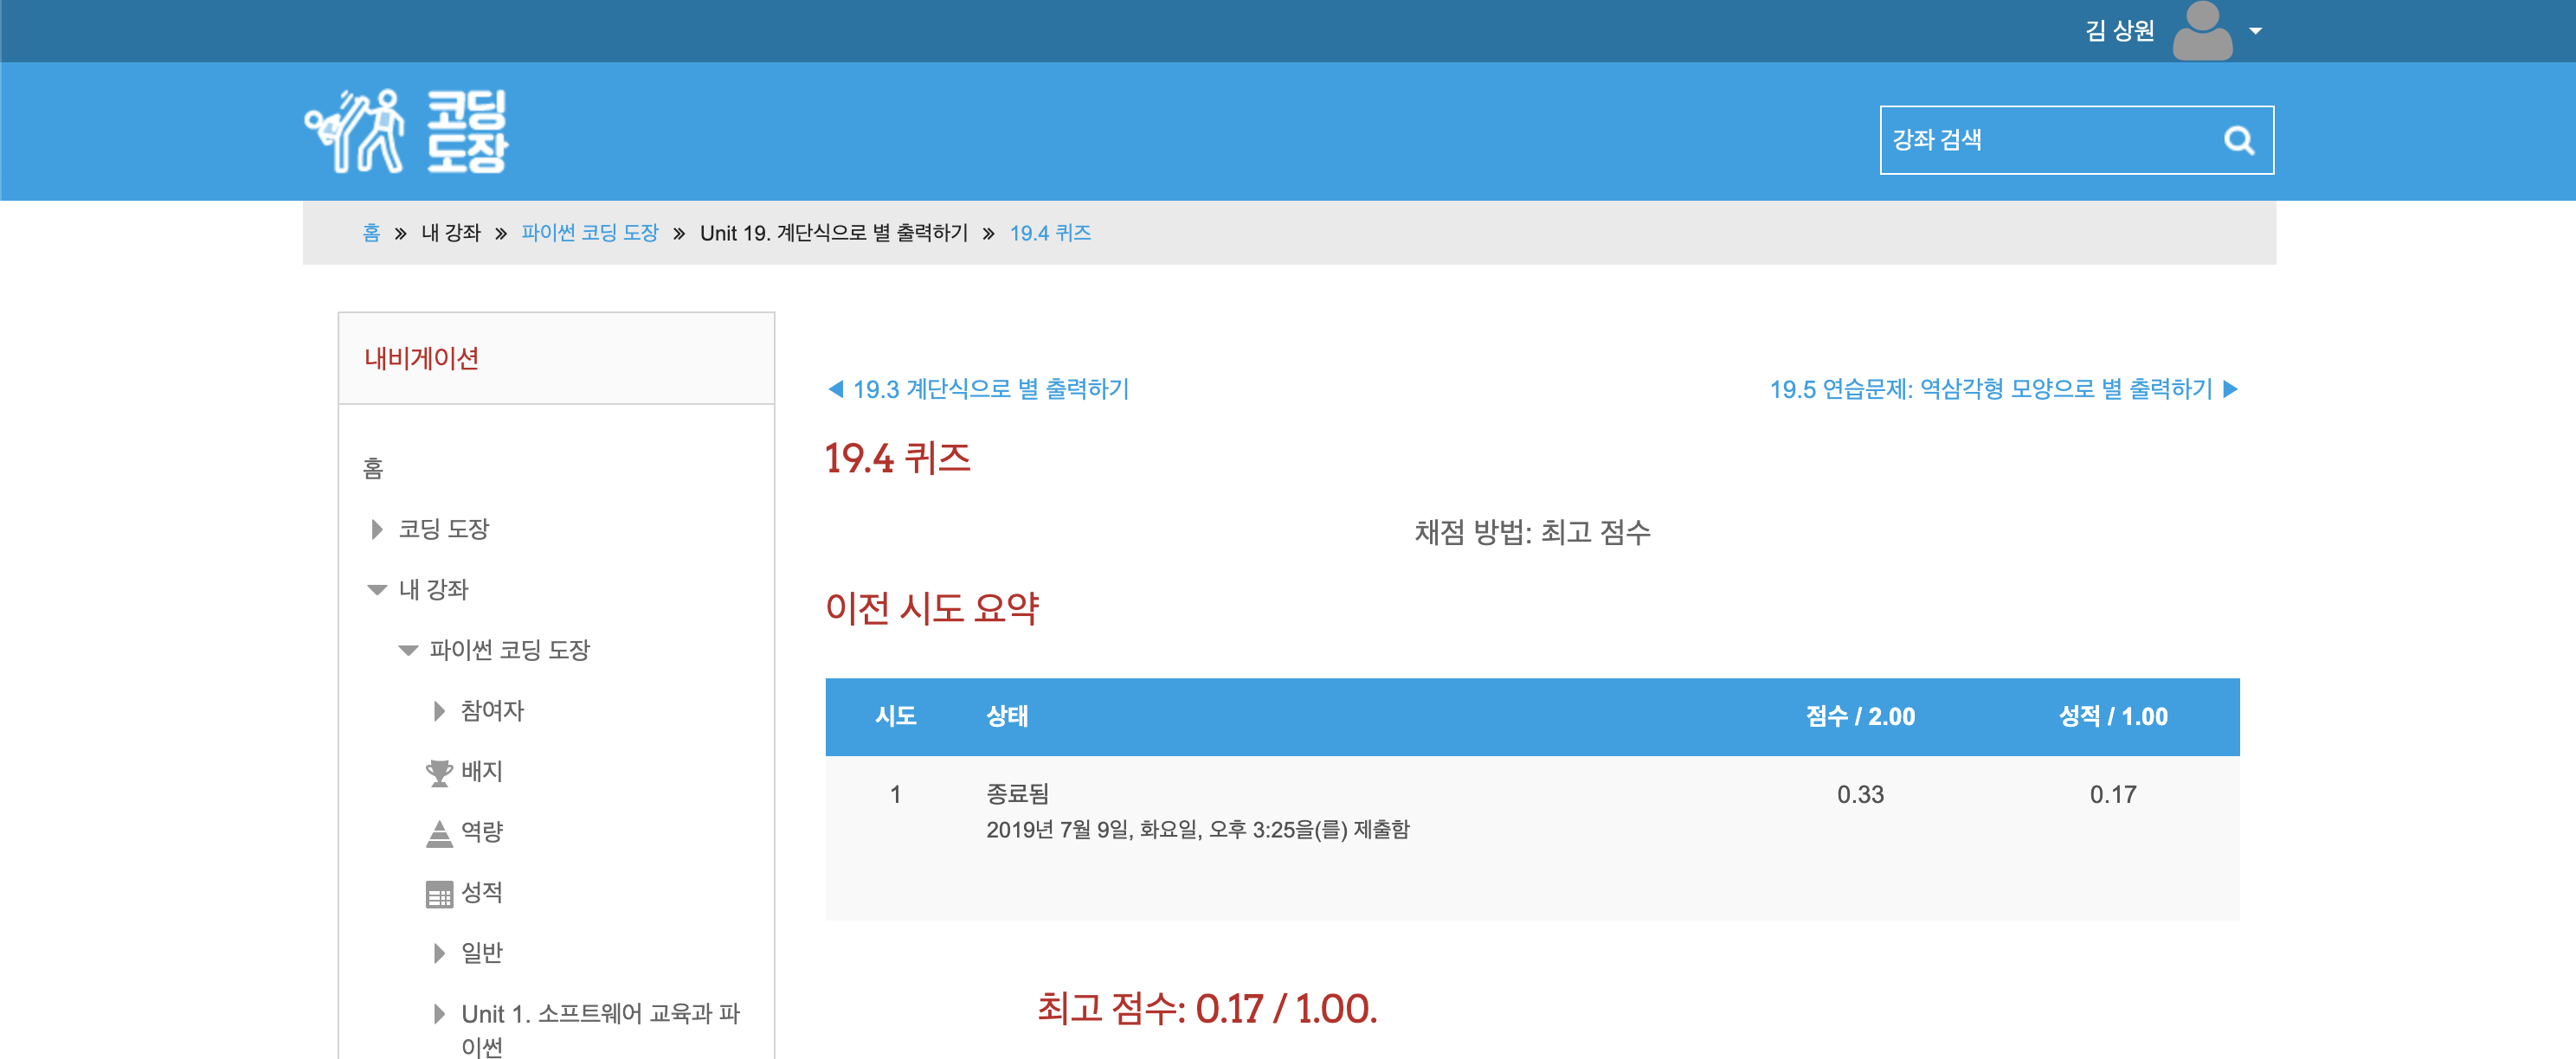 김 상원
코딩
도장
강좌 검색
홈 » 내 강좌 » 파이썬 코딩 도장 » Unit 19. 계단식으로 별 출력하기 » 19.4 퀴즈
내비게이션
홈
코딩 도장
내 강좌
파이썬 코딩 도장
참여자
배지
역량
성적
일반
Unit 1. 소프트웨어 교육과 파
이썬
◀ 19.3 계단식으로 별 출력하기
19.5 연습문제: 역삼각형 모양으로 별 출력하기 ▶
19.4 퀴즈
채점 방법: 최고 점수
이전 시도 요약
시도 상태 점수 / 2.00 성적 / 1.00
1 종료됨 0.33 0.17
2019년 7월 9일, 화요일, 오후 3:25을(를) 제출함
최고 점수: 0.17 / 1.00.